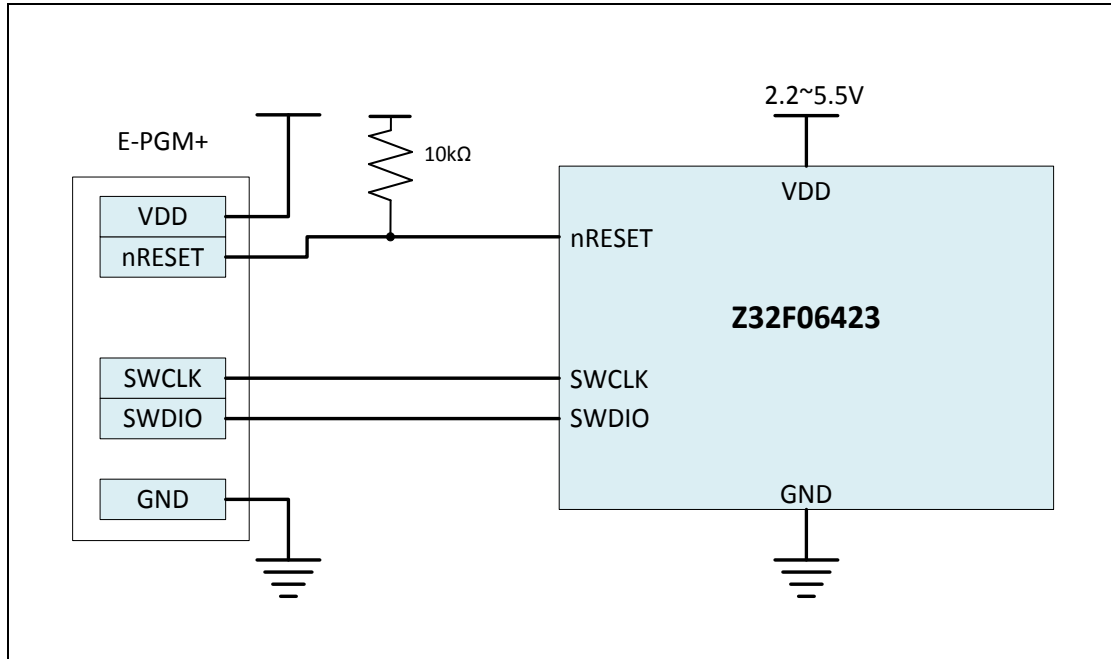 2.2~5.5V
E-PGM+
10kΩ
VDD
VDD
nRESET
nRESET
Z32F06423
SWCLK
SWCLK
SWDIO
SWDIO
GND
GND